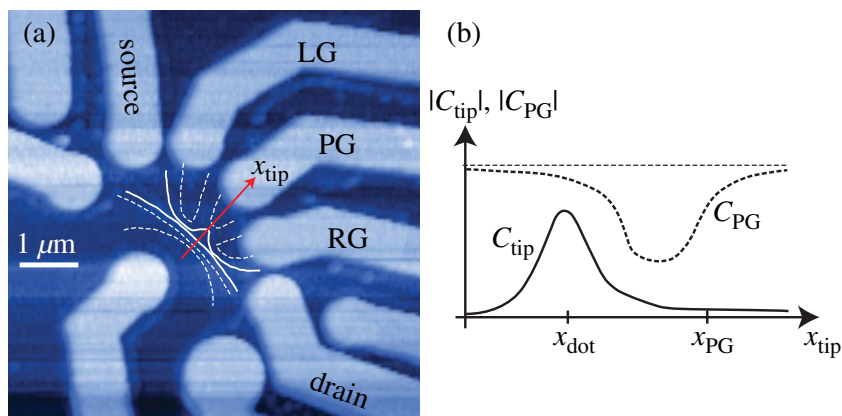 (a)
source
LG
PG
x_tip
RG
1 μm
drain
(b)
|C_tip|, |C_PG|
C_tip
C_PG
x_dot
x_PG
x_tip